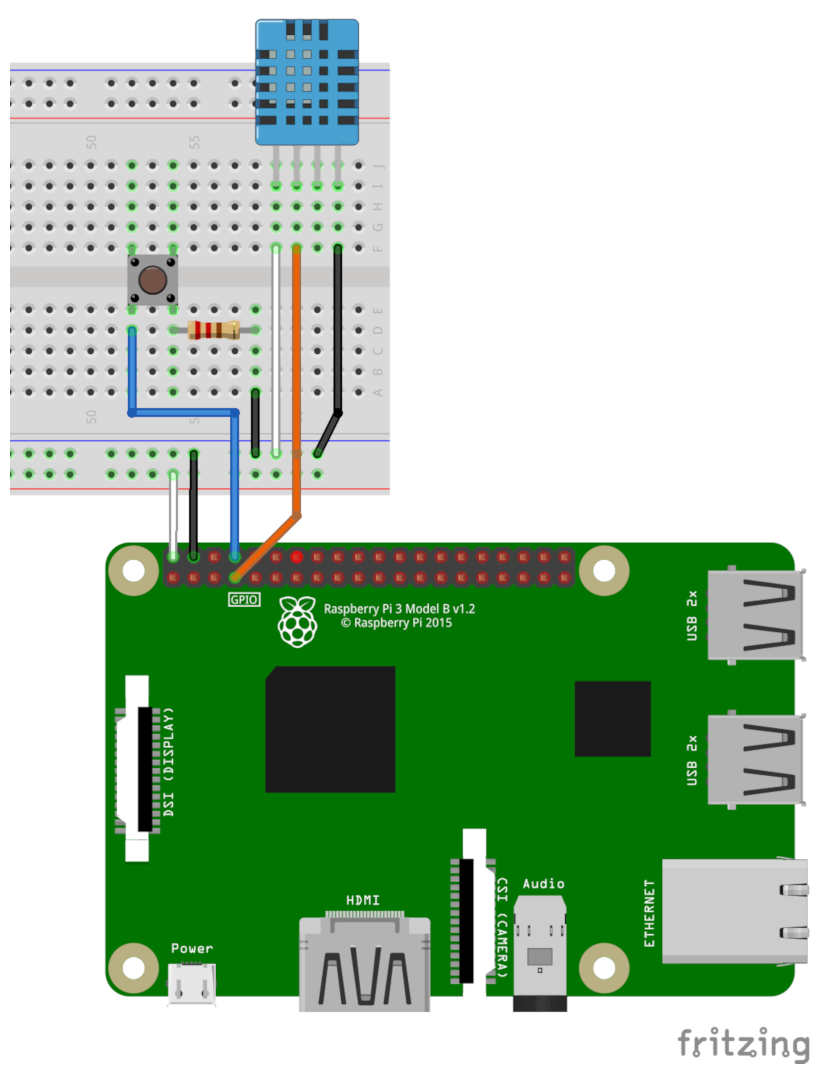 50
55
J
I
H
G
F
E
D
C
B
A
50
55
GPIO
Raspberry Pi 3 Model B v1.2
© Raspberry Pi 2015
USB 2x
DSI (DISPLAY)
USB 2x
CSI (CAMERA)
Audio
ETHERNET
HDMI
Power
fritzing